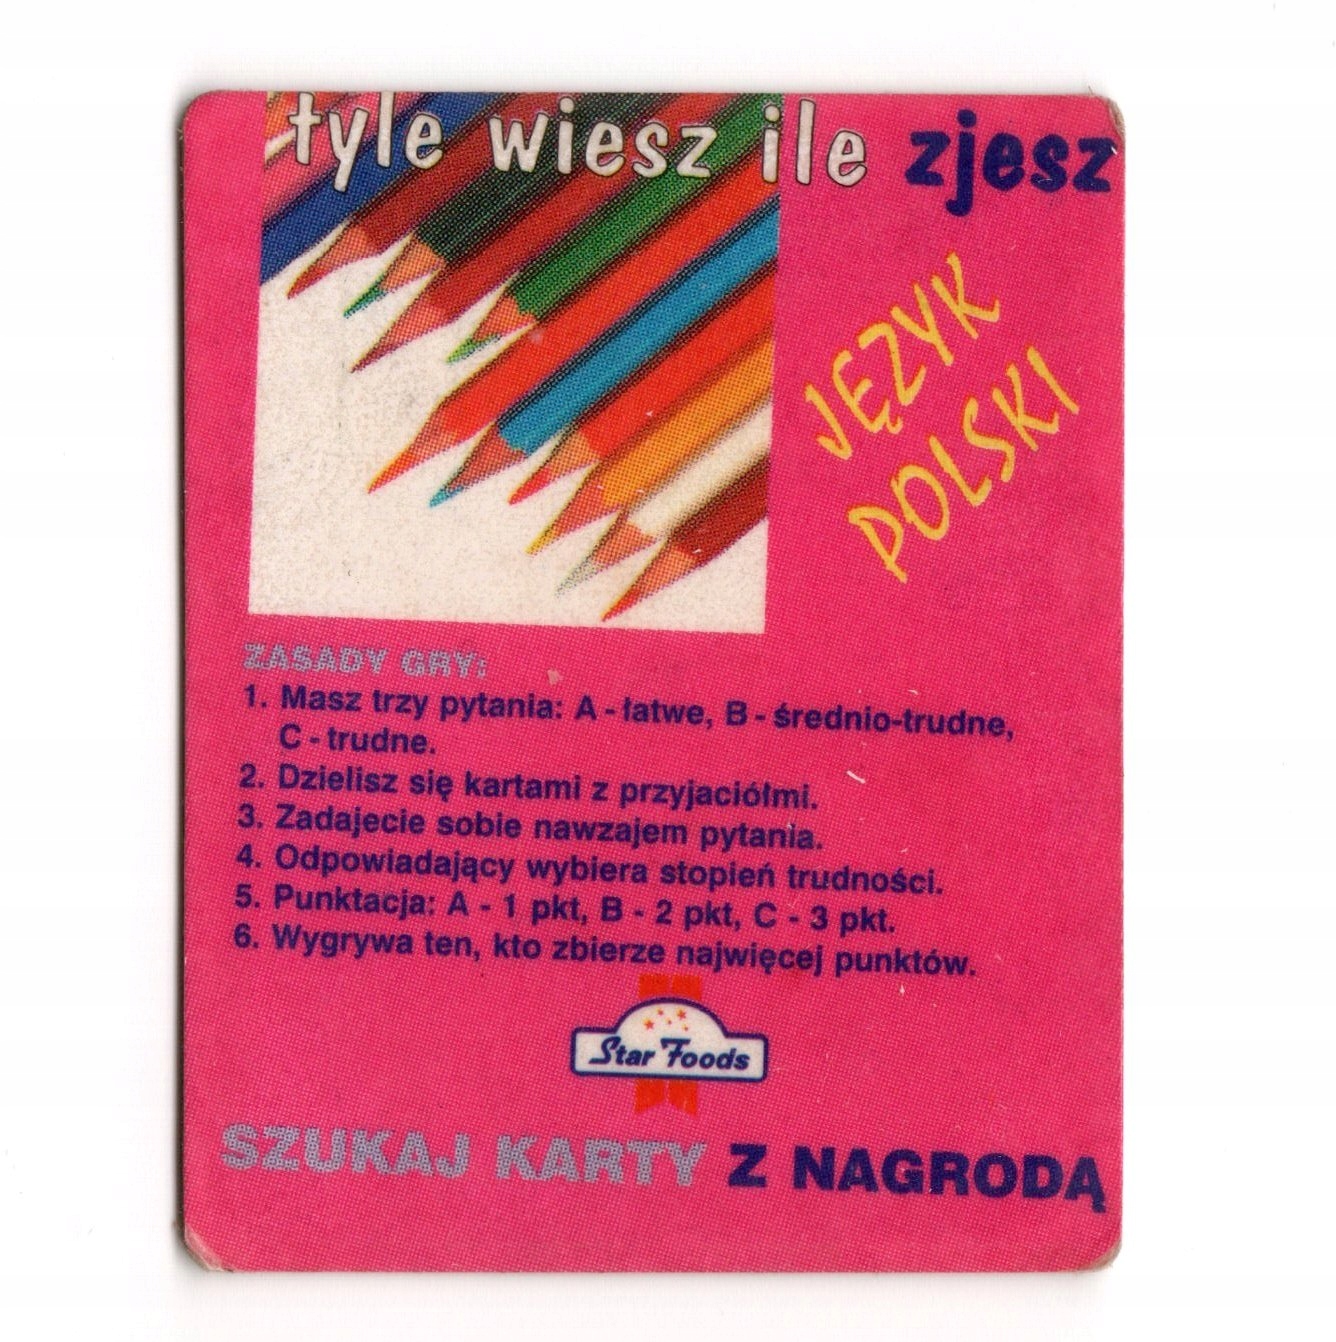 tyle wiesz ile zjesz
JĘZYK
POLSKI
ZASADY GRY:
1. Masz trzy pytania: A - łatwe, B - średnio-trudne,
C - trudne.
2. Dzielisz się kartami z przyjaciółmi.
3. Zadajecie sobie nawzajem pytania.
4. Odpowiadający wybiera stopień trudności.
5. Punktacja: A - 1 pkt, B - 2 pkt, C - 3 pkt.
6. Wygrywa ten, kto zbierze najwięcej punktów.
Star Foods
SZUKAJ KARTY Z NAGRODĄ